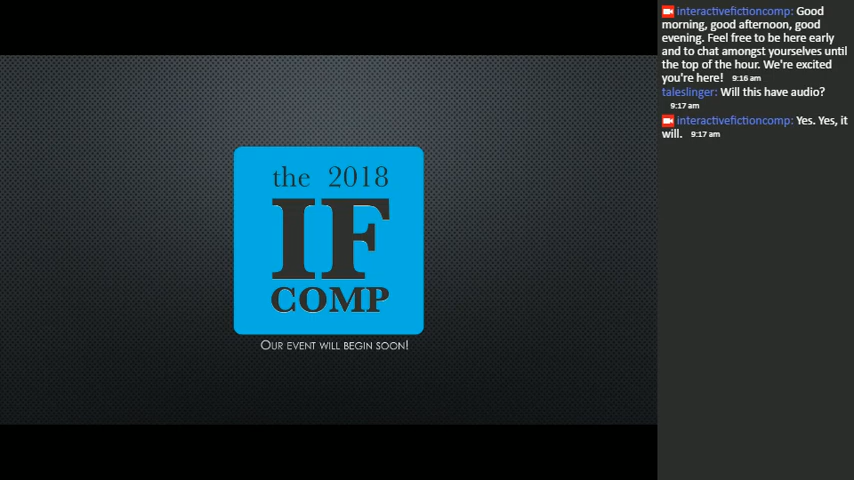 the 2018
IF
COMP
OUR EVENT WILL BEGIN SOON!
interactivefictioncomp: Good
morning, good afternoon, good
evening. Feel free to be here early
and to chat amongst yourselves until
the top of the hour. We're excited
you're here! 9:16 am
taleslinger: Will this have audio?
9:17 am
interactivefictioncomp: Yes. Yes, it
will. 9:17 am